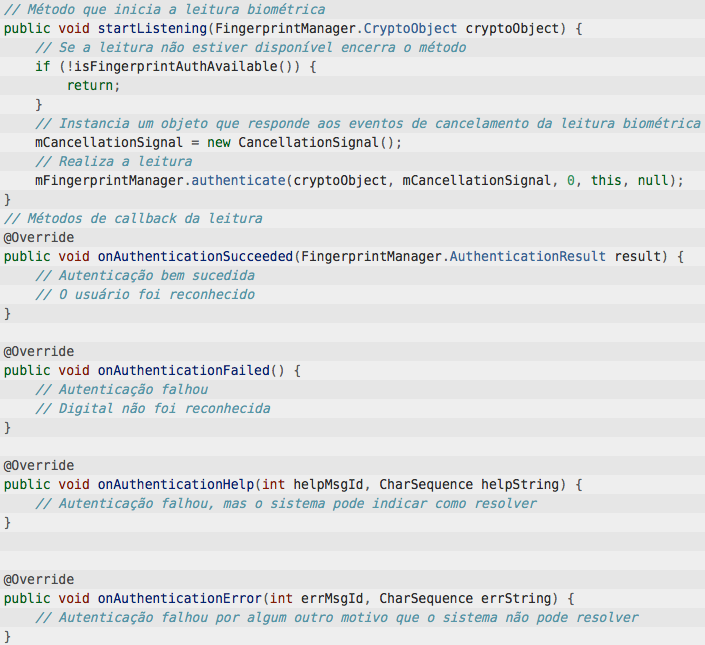 // Método que inicia a leitura biométrica
public void startListening(FingerprintManager.CryptoObject cryptoObject) {
    // Se a leitura não estiver disponível encerra o método
    if (!isFingerprintAuthAvailable()) {
        return;
    }
    // Instancia um objeto que responde aos eventos de cancelamento da leitura biométrica
    mCancellationSignal = new CancellationSignal();
    // Realiza a leitura
    mFingerprintManager.authenticate(cryptoObject, mCancellationSignal, 0, this, null);
}
// Métodos de callback da leitura
@Override
public void onAuthenticationSucceeded(FingerprintManager.AuthenticationResult result) {
    // Autenticação bem sucedida
    // O usuário foi reconhecido
}

@Override
public void onAuthenticationFailed() {
    // Autenticação falhou
    // Digital não foi reconhecida
}

@Override
public void onAuthenticationHelp(int helpMsgId, CharSequence helpString) {
    // Autenticação falhou, mas o sistema pode indicar como resolver
}


@Override
public void onAuthenticationError(int errMsgId, CharSequence errString) {
    // Autenticação falhou por algum outro motivo que o sistema não pode resolver
}